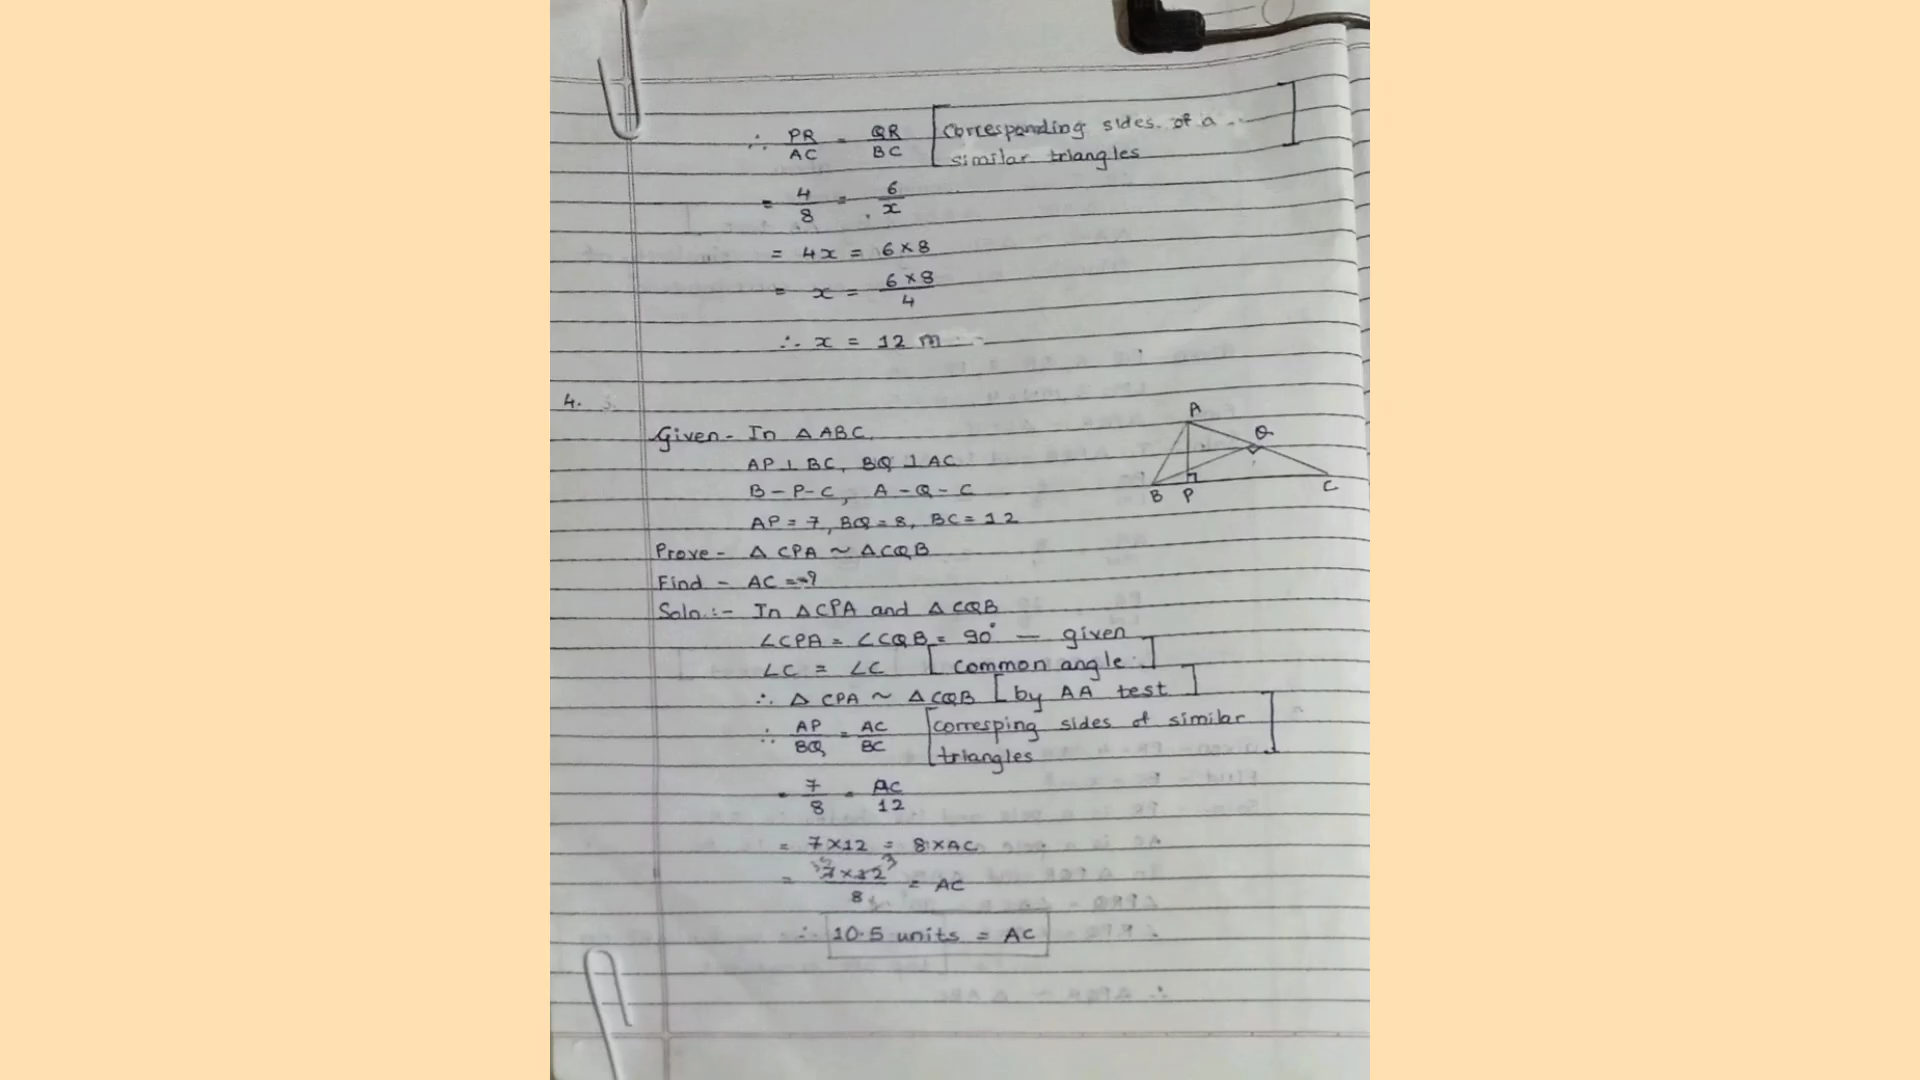 ∴ PR/AC = QR/BC [corresponding sides of a
similar triangles]
= 4/8 = 6/x
= 4x = 6×8
= x = 6×8/4
∴ x = 12 m
4.
Given- In △ABC,
AP⊥BC, BQ⊥AC
B-P-C, A-Q-C
AP=7, BQ=8, BC=12
Prove- △CPA ~ △CQB
Find - AC=?
Soln:- In △CPA and △CQB
∠CPA = ∠CQB = 90° — given
∠C = ∠C [common angle]
∴ △CPA ~ △CQB [by AA test]
∴ AP/BQ = AC/BC [corresping sides of similar
triangles]
= 7/8 = AC/12
= 7×12 = 8×AC
= 7×12/8 = AC
∴ 10.5 units = AC
A
Q
B P C